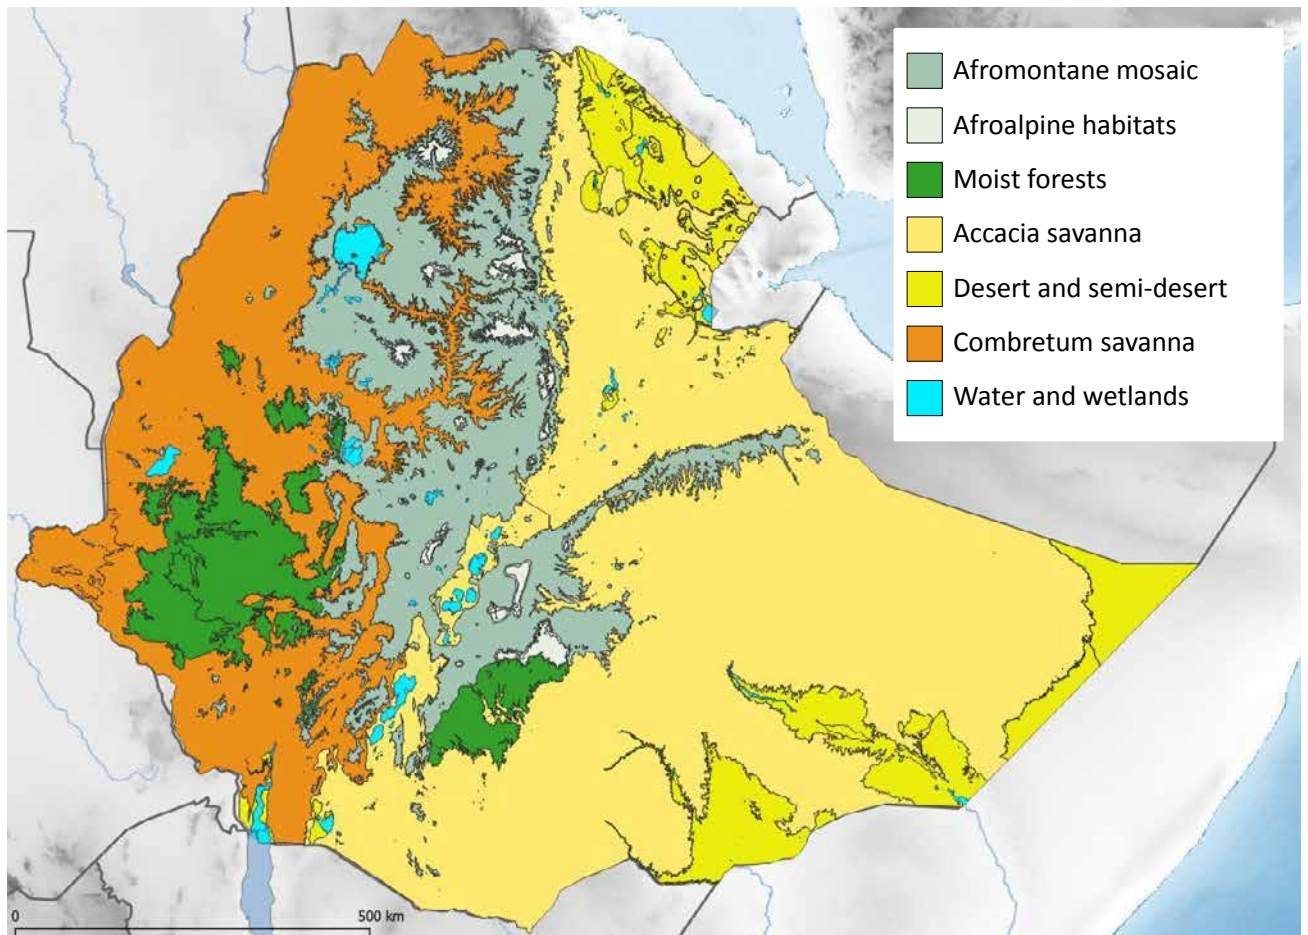 Afromontane mosaic
Afroalpine habitats
Moist forests
Accacia savanna
Desert and semi-desert
Combretum savanna
Water and wetlands
0 500 km